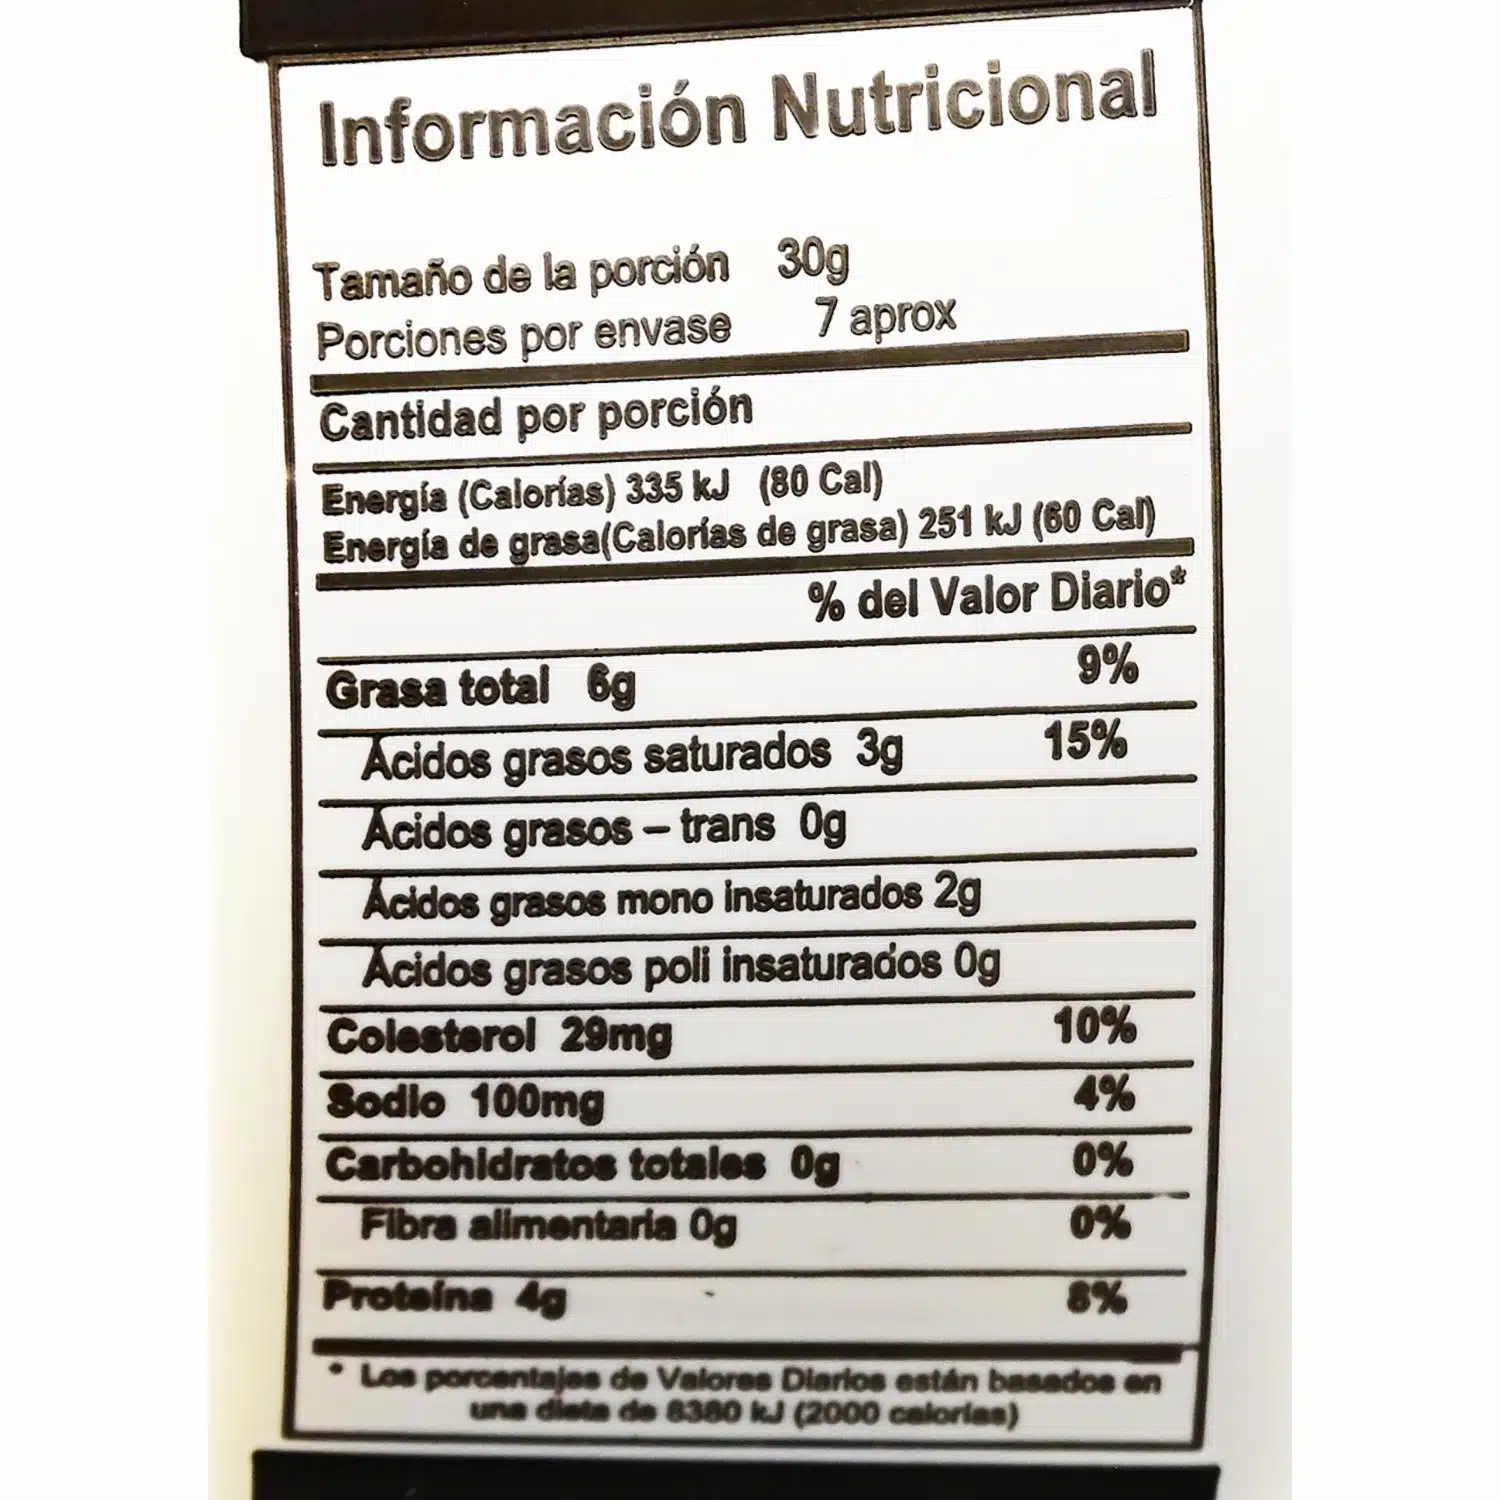 Información Nutricional
Tamaño de la porción 30g
Porciones por envase 7 aprox
Cantidad por porción
Energía (Calorías) 335 kJ (80 Cal)
Energía de grasa(Calorías de grasa) 251 kJ (60 Cal)
% del Valor Diario*
Grasa total 6g 9%
Ácidos grasos saturados 3g 15%
Ácidos grasos – trans 0g
Ácidos grasos mono insaturados 2g
Ácidos grasos poli insaturados 0g
Colesterol 29mg 10%
Sodio 100mg 4%
Carbohidratos totales 0g 0%
Fibra alimentaria 0g 0%
Proteína 4g 8%
* Los porcentajes de Valores Diarios están basados en
una dieta de 8380 kJ (2000 calorías)